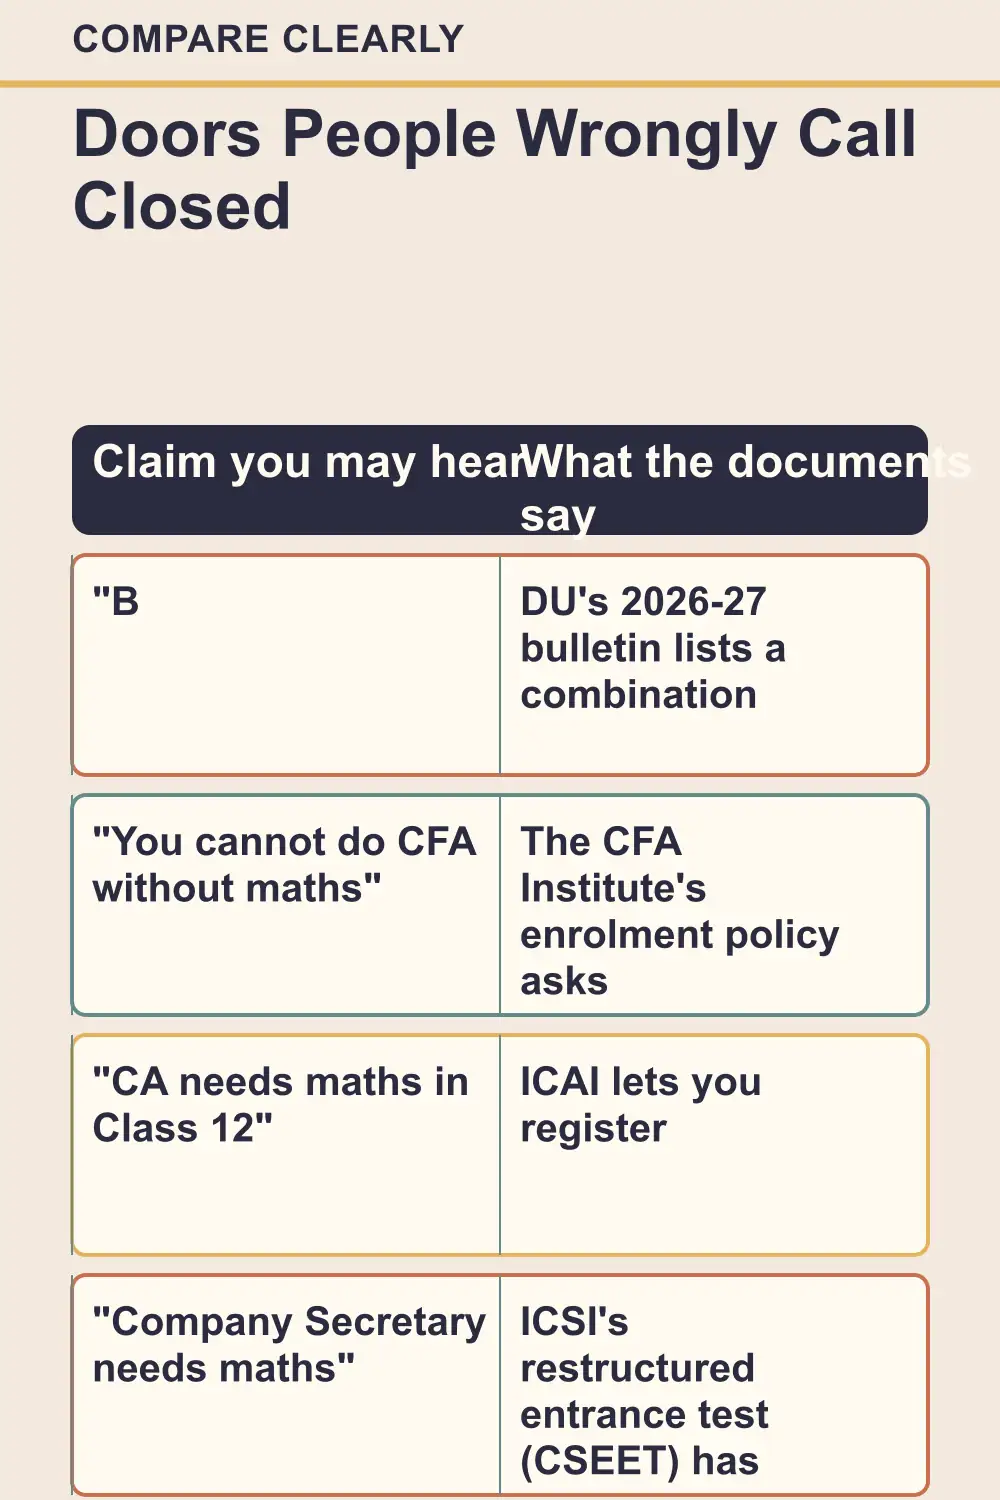 COMPARE CLEARLY
Doors People Wrongly Call
Closed
Claim you may hear
What the documents
say
"B
DU's 2026-27
bulletin lists a
combination
"You cannot do CFA
without maths"
The CFA
Institute's
enrolment policy
asks
"CA needs maths in
Class 12"
ICAI lets you
register
"Company Secretary
needs maths"
ICSI's
restructured
entrance test
(CSEET) has